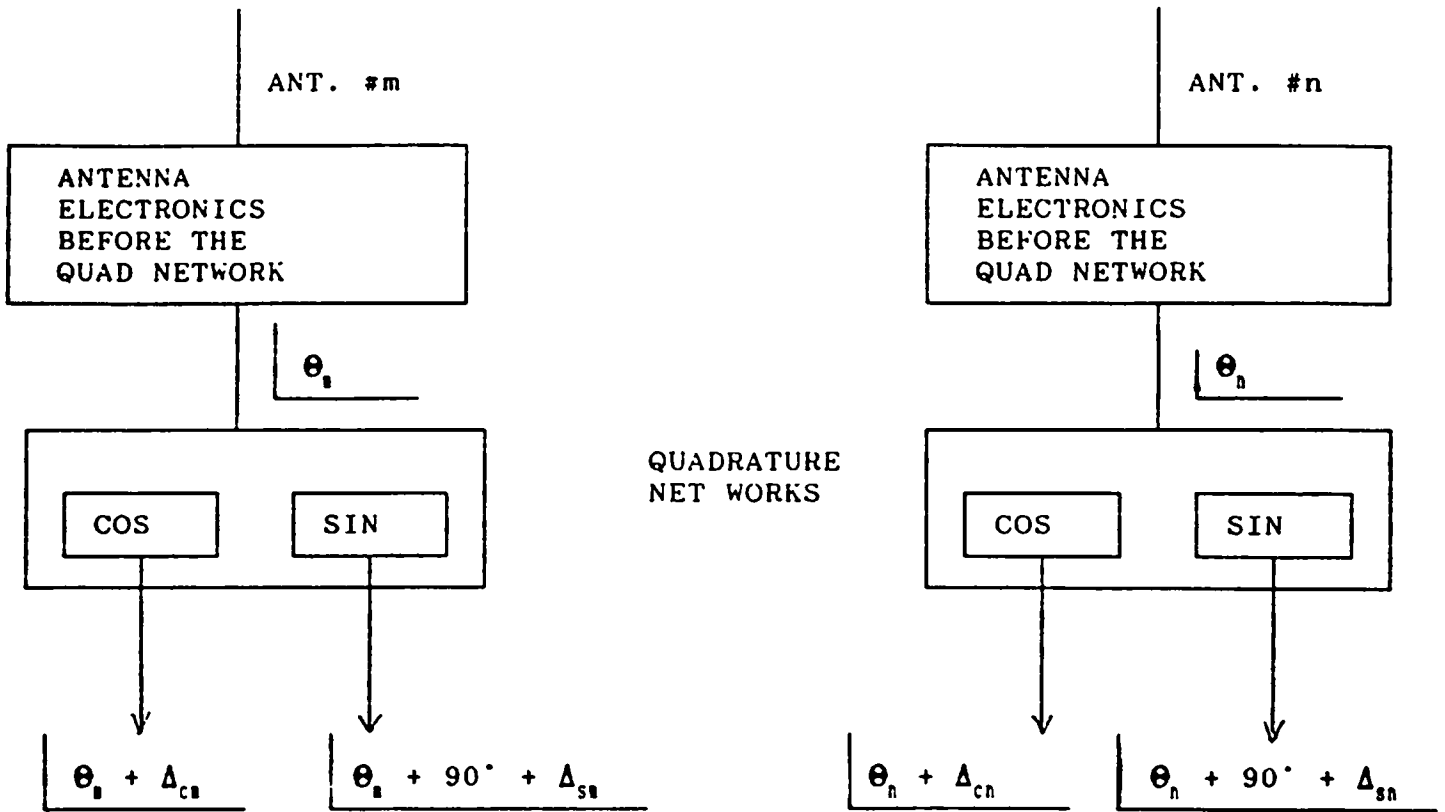 ANT. #m
ANT. #n
ANTENNA
ELECTRONICS
BEFORE THE
QUAD NETWORK
ANTENNA
ELECTRONICS
BEFORE THE
QUAD NETWORK
Θₘ
Θₙ
QUADRATURE
NET WORKS
COS
SIN
COS
SIN
Θₘ + Δcm
Θₘ + 90° + Δsm
Θₙ + Δcn
Θₙ + 90° + Δsn